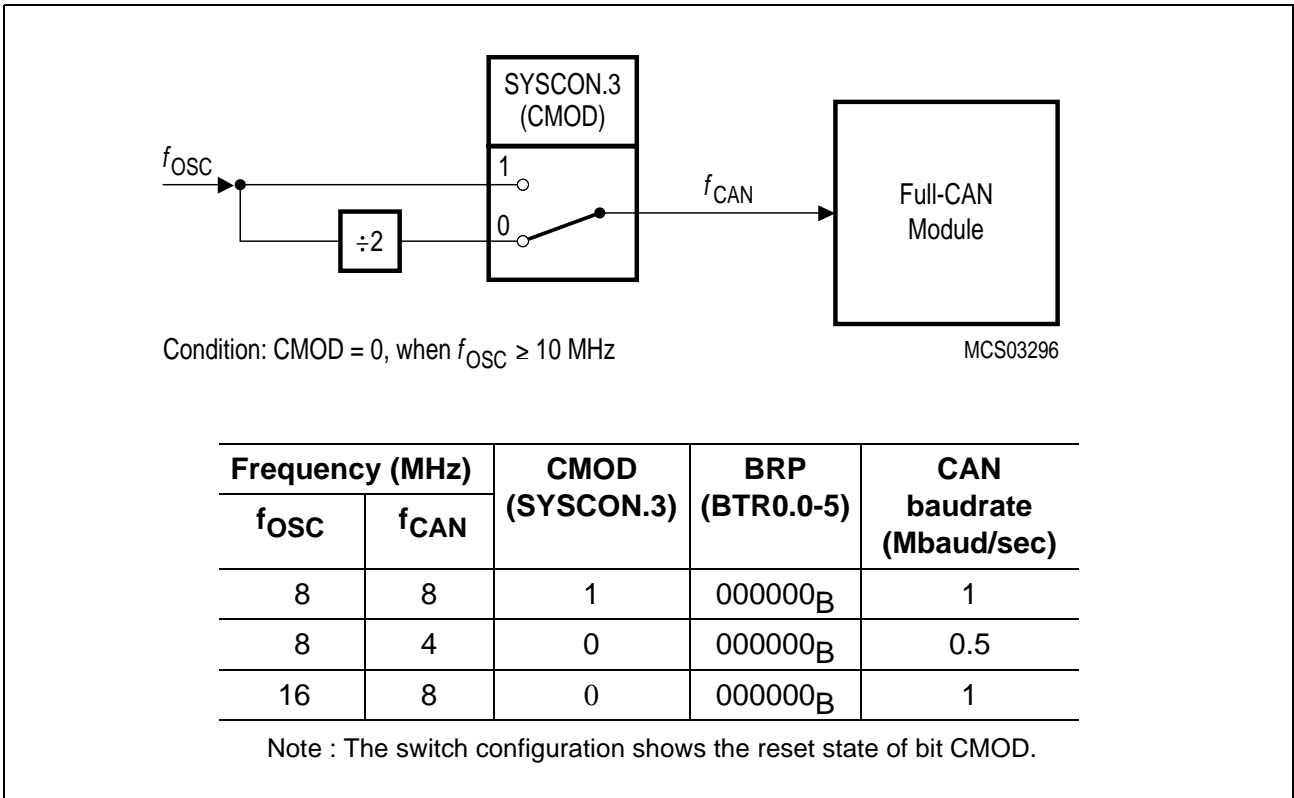 SYSCON.3
(CMOD)
fOSC
1
fCAN
Full-CAN
Module
0
÷2
Condition: CMOD = 0, when fOSC ≥ 10 MHz
MCS03296
Frequency (MHz) CMOD (SYSCON.3) BRP (BTR0.0-5) CAN baudrate (Mbaud/sec)
fOSC fCAN
8 8 1 000000B 1
8 4 0 000000B 0.5
16 8 0 000000B 1
Note : The switch configuration shows the reset state of bit CMOD.